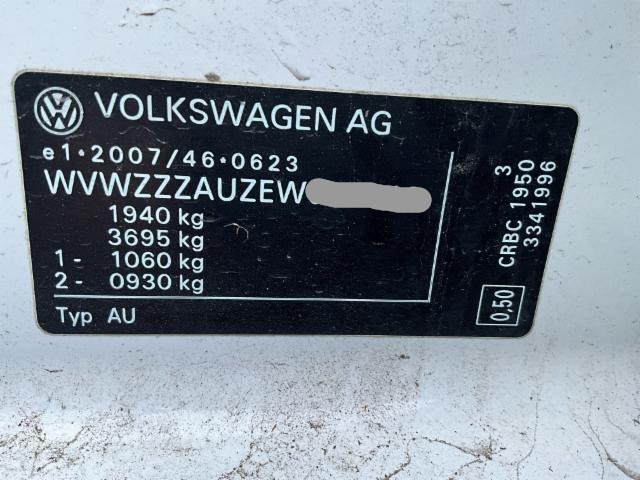 VOLKSWAGEN AG
e1•2007/46•0623
WVWZZZAUZEW
1940 kg
3695 kg
1 - 1060 kg
2 - 0930 kg
Typ AU
3
CRBC 1950
3341996
0,50